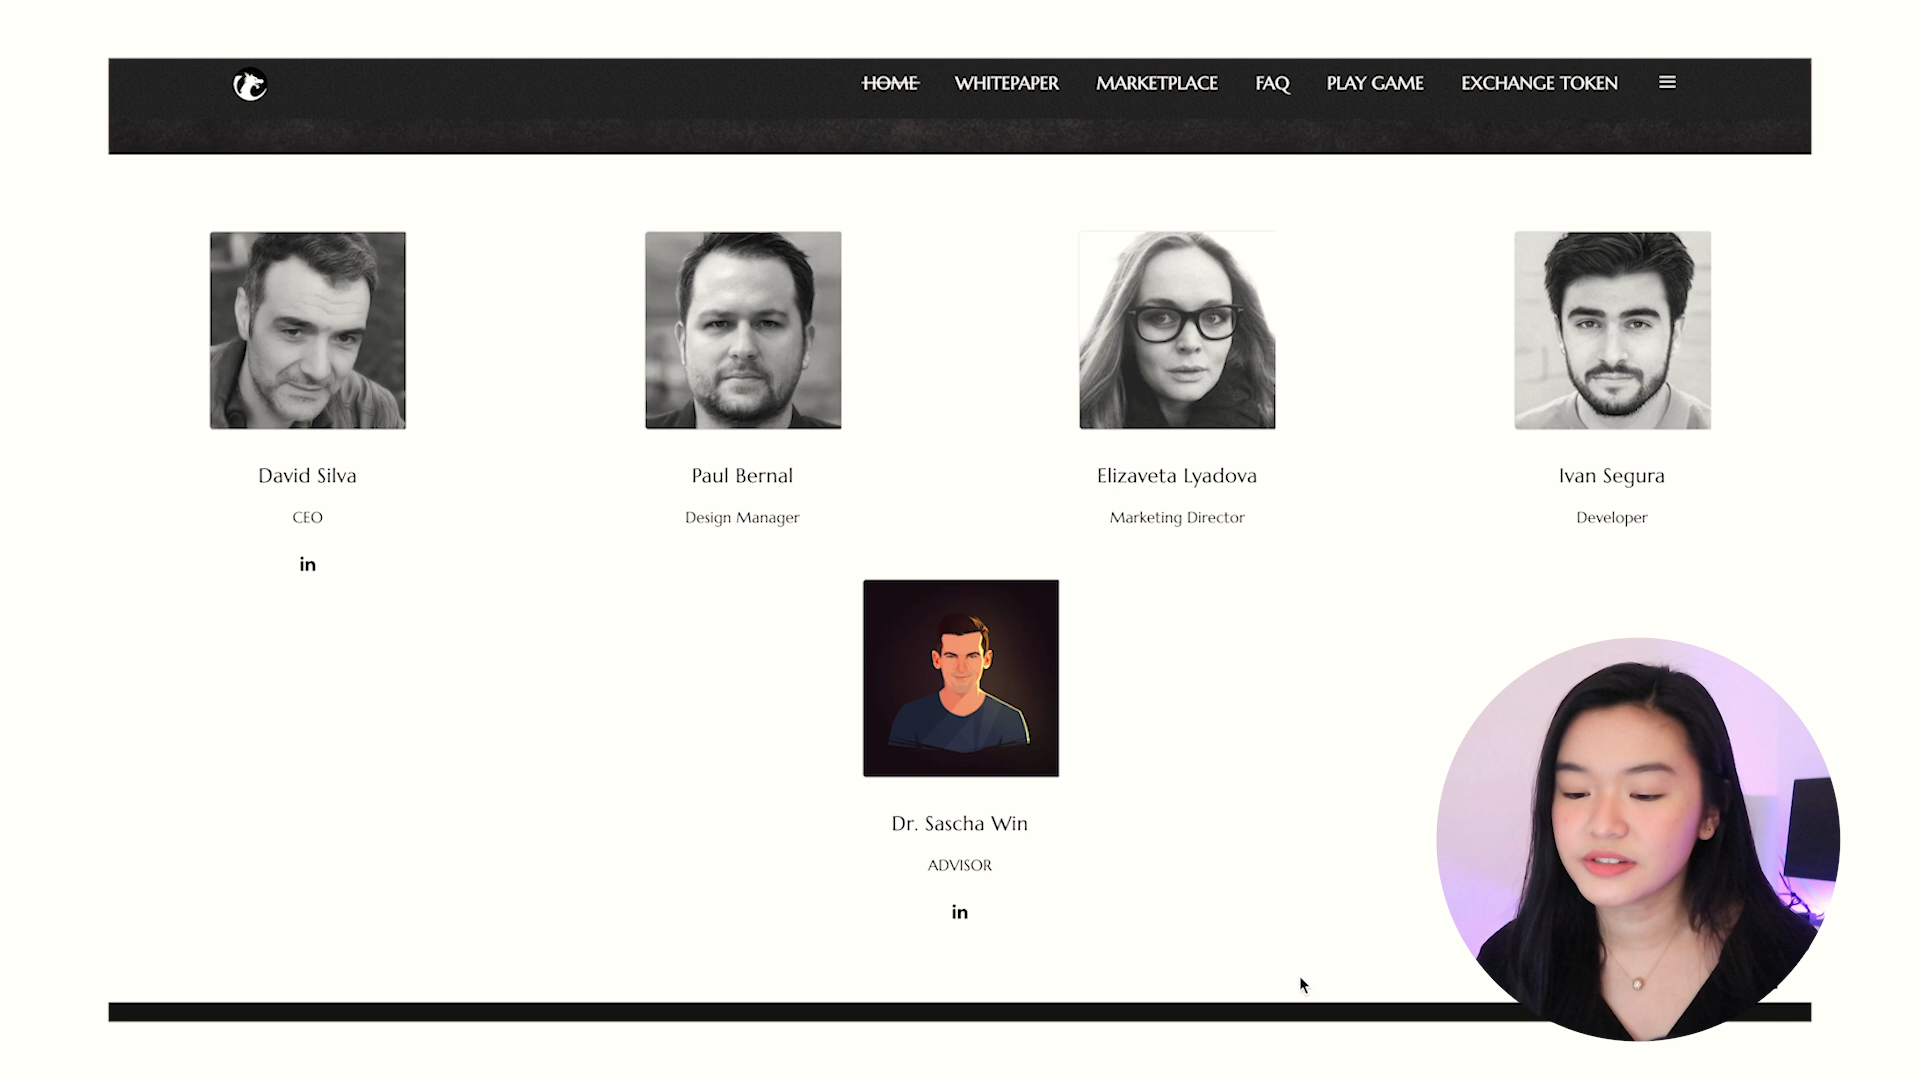 HOME WHITEPAPER MARKETPLACE FAQ PLAY GAME EXCHANGE TOKEN
David Silva Paul Bernal Elizaveta Lyadova Ivan Segura
CEO Design Manager Marketing Director Developer
in
Dr. Sascha Win
ADVISOR
in